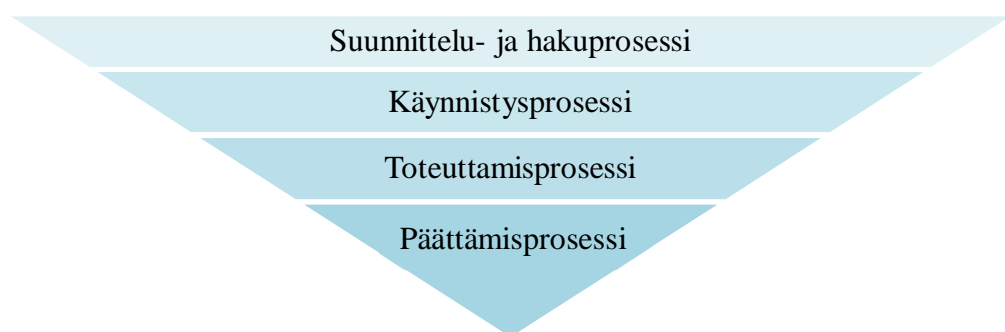 Suunnittelu- ja hakuprosessi
Käynnistysprosessi
Toteuttamisprosessi
Päättämisprosessi